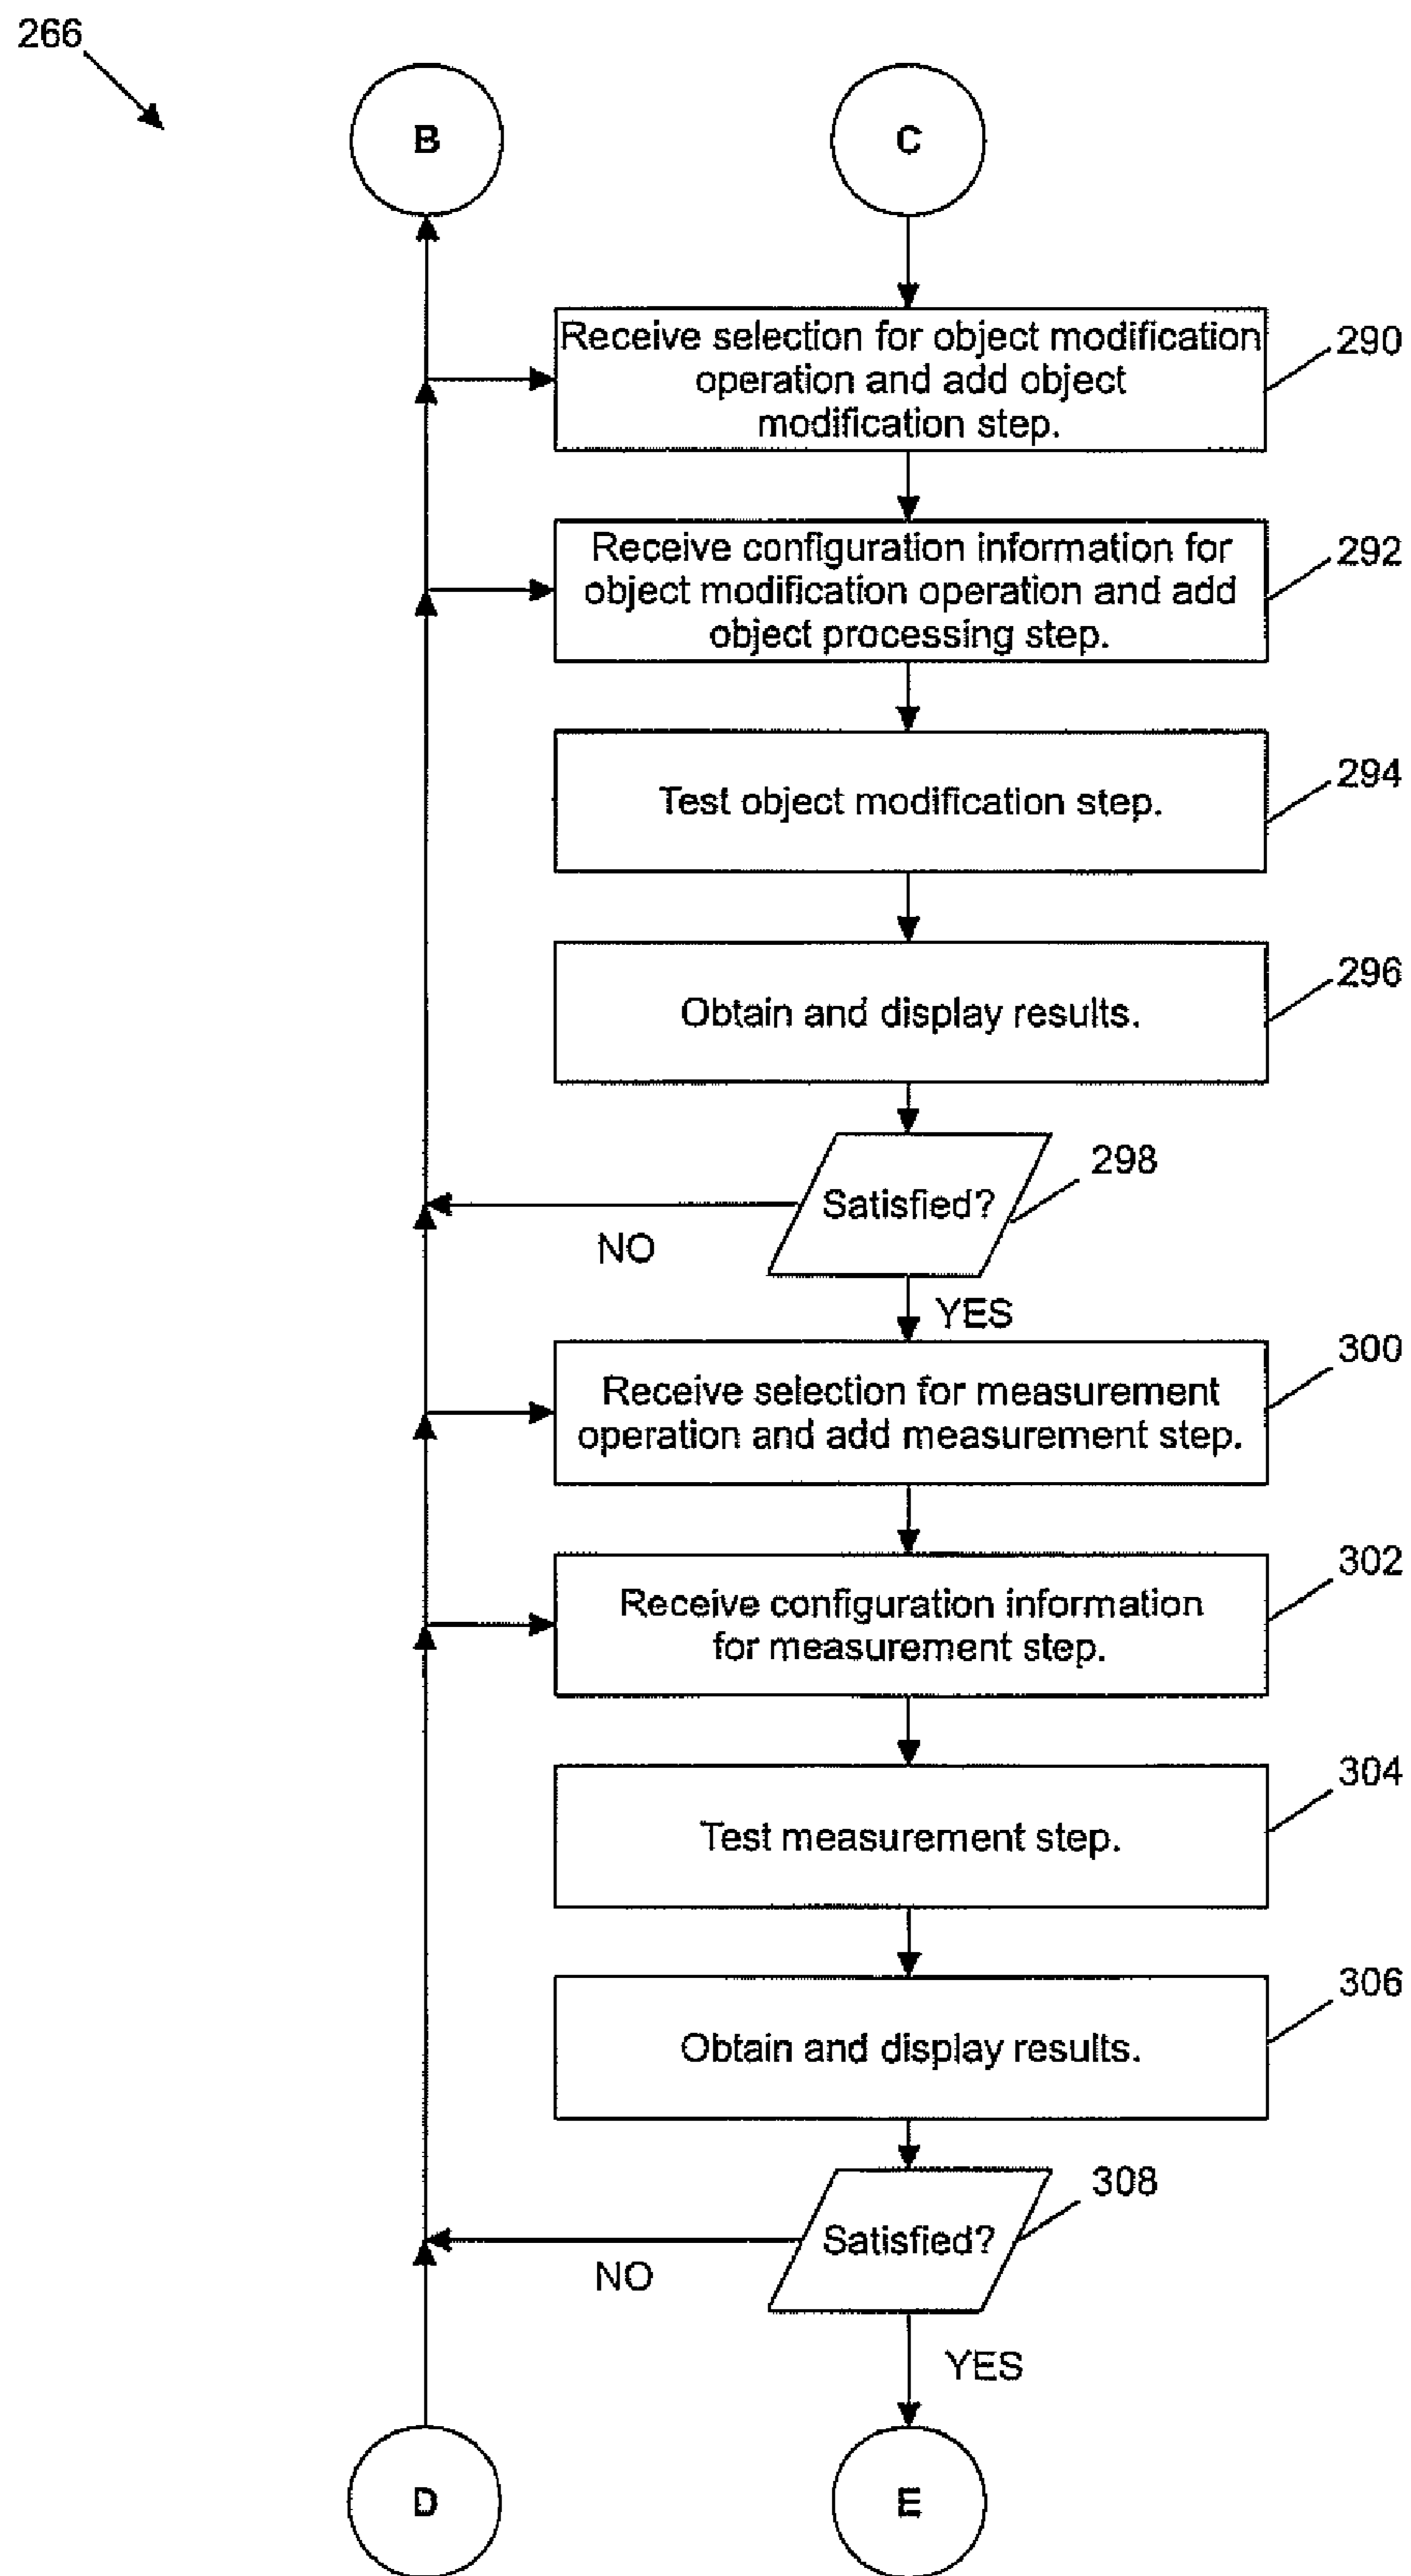 266
B
C
Receive selection for object modification
operation and add object
modification step.
290
Receive configuration information for
object modification operation and add
object processing step.
292
Test object modification step.
294
Obtain and display results.
296
Satisfied?
298
NO
YES
Receive selection for measurement
operation and add measurement step.
300
Receive configuration information
for measurement step.
302
Test measurement step.
304
Obtain and display results.
306
Satisfied?
308
NO
YES
D
E